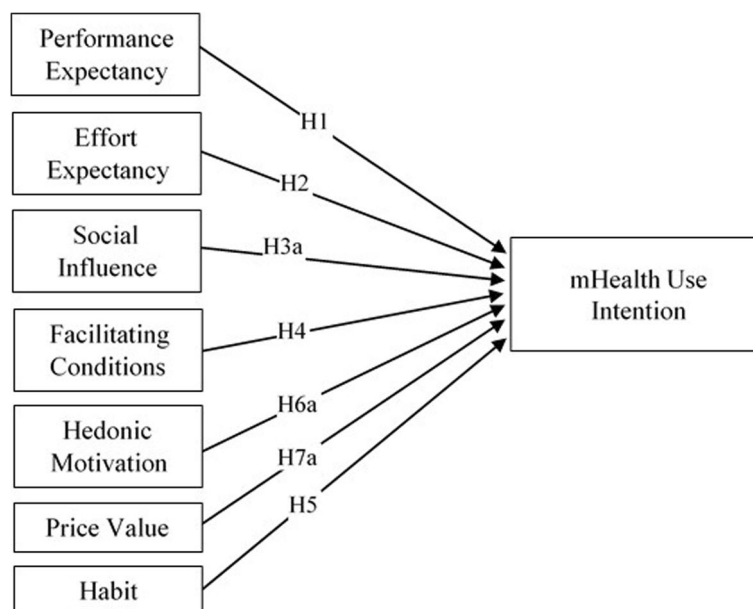 Performance
Expectancy
H1
Effort
Expectancy
H2
Social
Influence
H3a
mHealth Use
Intention
Facilitating
Conditions
H4
Hedonic
Motivation
H6a
H7a
Price Value
H5
Habit